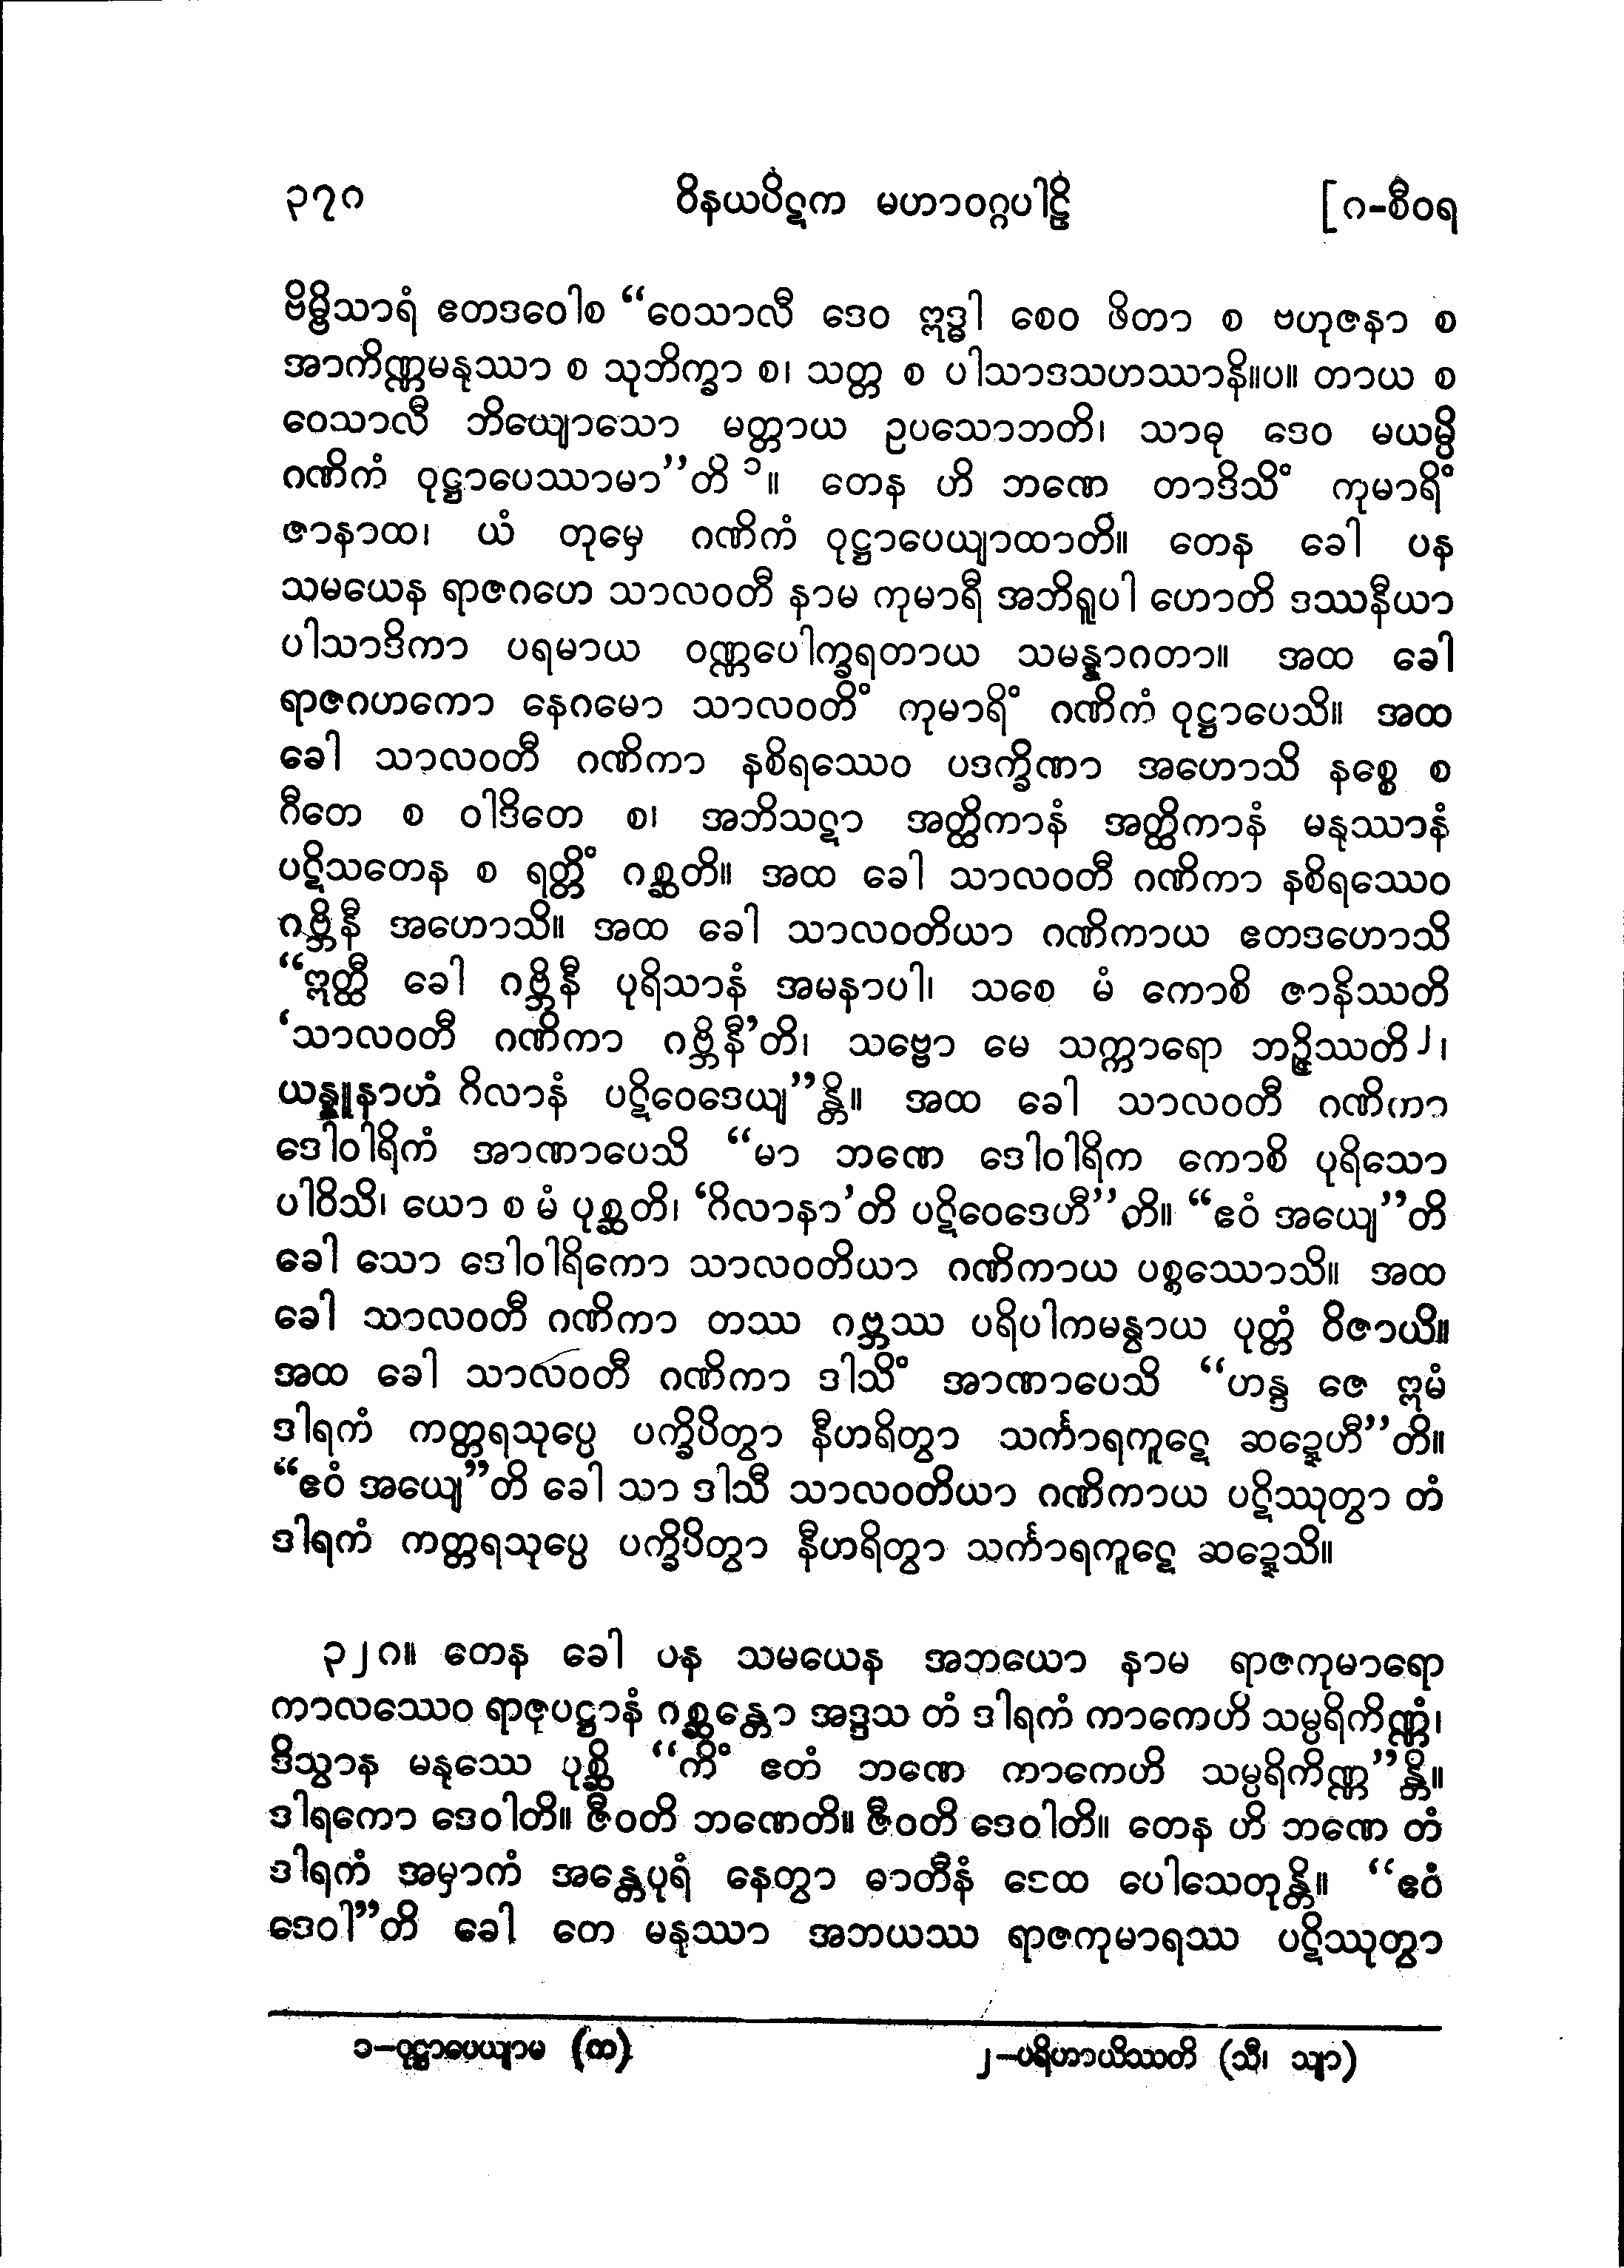 ၃၇ဂ ဝိနယပိဋက မဟာဝဂ္ဂပါဠိ [ဂ-စီဝရ
ဗိမ္ဗိသာရံ ဧတဒဝေါစ “ဝေသာလီ ဒေဝ ဣဒ္ဓါ စေဝ ဖိတာ စ ဗဟုဇနာ စ
အာကိဏ္ဏမနုဿာ စ သုဘိက္ခာ စ၊ သတ္တ စ ပါသာဒသဟဿာနိ။ပ။ တာယ စ
ဝေသာလီ ဘိယျောသော မတ္တာယ ဥပသောဘတိ၊ သာဓု ဒေဝ မယမ္ပိ
ဂဏိကံ ဝုဋ္ဌာပေဿာမာ”တိ ၁။ တေန ဟိ ဘဏေ တာဒိသိံ ကုမာရိံ
ဇာနာထ၊ ယံ တုမှေ ဂဏိကံ ဝုဋ္ဌာပေယျာထာတိ။ တေန ခေါ ပန
သမယေန ရာဇဂဟေ သာလဝတီ နာမ ကုမာရီ အဘိရူပါ ဟောတိ ဒဿနီယာ
ပါသာဒိကာ ပရမာယ ဝဏ္ဏပေါက္ခရတာယ သမန္နာဂတာ။ အထ ခေါ
ရာဇဂဟကော နေဂမော သာလဝတိံ ကုမာရိံ ဂဏိကံ ဝုဋ္ဌာပေသိ။ အထ
ခေါ သာလဝတီ ဂဏိကာ နစိရဿေဝ ပဒက္ခိဏာ အဟောသိ နစ္စေ စ
ဂီတေ စ ဝါဒိတေ စ၊ အဘိသဋာ အတ္ထိကာနံ အတ္ထိကာနံ မနုဿာနံ
ပဋိသတေန စ ရတ္တိံ ဂစ္ဆတိ။ အထ ခေါ သာလဝတီ ဂဏိကာ နစိရဿေဝ
ဂဗ္ဘိနီ အဟောသိ။ အထ ခေါ သာလဝတိယာ ဂဏိကာယ ဧတဒဟောသိ
“ဣတ္ထီ ခေါ ဂဗ္ဘိနီ ပုရိသာနံ အမနာပါ၊ သစေ မံ ကောစိ ဇာနိဿတိ
‘သာလဝတီ ဂဏိကာ ဂဗ္ဘိနီ’တိ၊ သဗ္ဗော မေ သက္ကာရော ဘဉ္ဇိဿတိ၂၊
ယန္နူနာဟံ ဂိလာနံ ပဋိဝေဒေယျ”န္တိ။ အထ ခေါ သာလဝတီ ဂဏိကာ
ဒေါဝါရိကံ အာဏာပေသိ “မာ ဘဏေ ဒေါဝါရိက ကောစိ ပုရိသော
ပါဝိသိ၊ ယော စ မံ ပုစ္ဆတိ၊ ‘ဂိလာနာ’တိ ပဋိဝေဒေဟီ”တိ။ “ဧဝံ အယျေ”တိ
ခေါ သော ဒေါဝါရိကော သာလဝတိယာ ဂဏိကာယ ပစ္စဿောသိ။ အထ
ခေါ သာလဝတီ ဂဏိကာ တဿ ဂဗ္ဘဿ ပရိပါကမန္ဝာယ ပုတ္တံ ဝိဇာယိ။
အထ ခေါ သာလဝတီ ဂဏိကာ ဒါသိံ အာဏာပေသိ “ဟန္ဒ ဇေ ဣမံ
ဒါရကံ ကတ္တရသုပ္ပေ ပက္ခိပိတွာ နီဟရိတွာ သင်္ကာရကူဋေ ဆဍ္ဍေဟီ”တိ။
“ဧဝံ အယျေ”တိ ခေါ သာ ဒါသီ သာလဝတိယာ ဂဏိကာယ ပဋိဿုတွာ တံ
ဒါရကံ ကတ္တရသုပ္ပေ ပက္ခိပိတွာ နီဟရိတွာ သင်္ကာရကူဋေ ဆဍ္ဍေသိ။
၃၂ဂ။ တေန ခေါ ပန သမယေန အဘယော နာမ ရာဇကုမာရော
ကာလဿေဝ ရာဇုပဋ္ဌာနံ ဂစ္ဆန္တော အဒ္ဒသ တံ ဒါရကံ ကာကေဟိ သမ္ပရိကိဏ္ဏံ၊
ဒိသွာန မနုဿေ ပုစ္ဆိ “ကိံ ဧတံ ဘဏေ ကာကေဟိ သမ္ပရိကိဏ္ဏ”န္တိ။
ဒါရကော ဒေဝါတိ။ ဇီဝတိ ဘဏေတိ။ ဇီဝတိ ဒေဝါတိ။ တေန ဟိ ဘဏေ တံ
ဒါရကံ အမှာကံ အန္တေပုရံ နေတွာ ဓာတီနံ ဒေထ ပေါသေတုန္တိ။ “ဧဝံ
ဒေဝါ”တိ ခေါ တေ မနုဿာ အဘယဿ ရာဇကုမာရဿ ပဋိဿုတွာ
၁–ဝုဋ္ဌာပေယျာမ (က) ၂–ပရိဟာယိဿတိ (သီ၊ သျာ)